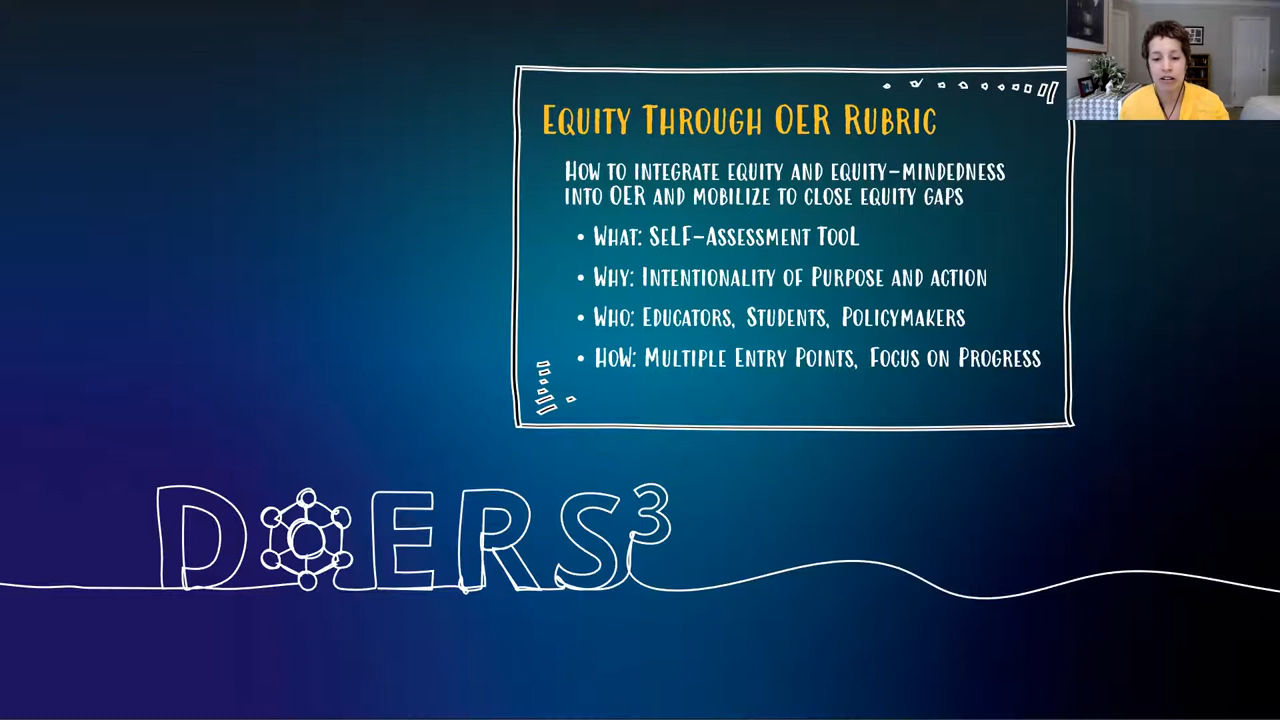 Equity Through OER Rubric
How to integrate equity and equity-mindedness
into OER and mobilize to close equity gaps
• What: Self-Assessment Tool
• Why: Intentionality of Purpose and action
• Who: Educators, Students, Policymakers
• How: Multiple Entry Points, Focus on Progress
DOERS³